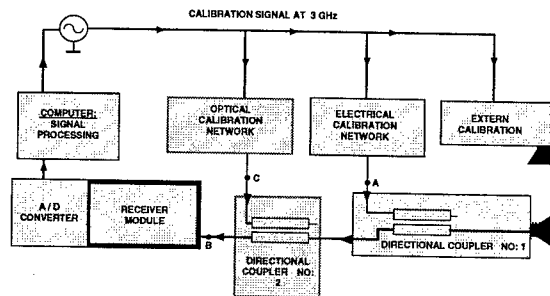 CALIBRATION SIGNAL AT 3 GHz
COMPUTER:
SIGNAL
PROCESSING
OPTICAL
CALIBRATION
NETWORK
ELECTRICAL
CALIBRATION
NETWORK
EXTERN
CALIBRATION
C
A
A / D
CONVERTER
RECEIVER
MODULE
B
DIRECTIONAL
COUPLER NO:
2
DIRECTIONAL COUPLER NO: 1